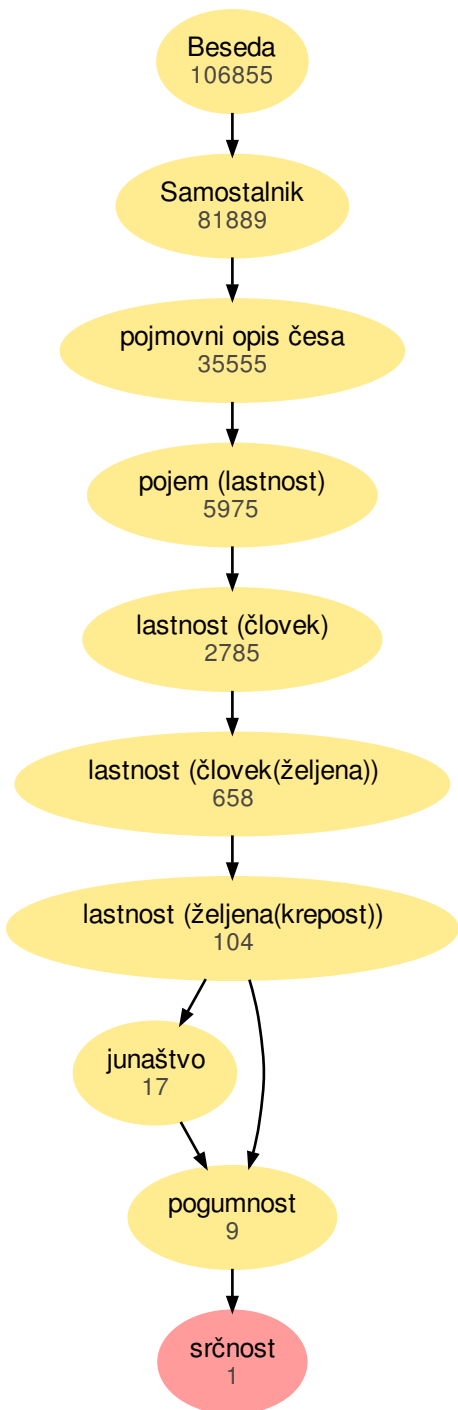 Beseda
106855
Samostalnik
81889
pojmovni opis česa
35555
pojem (lastnost)
5975
lastnost (človek)
2785
lastnost (človek(željena))
658
lastnost (željena(krepost))
104
junaštvo
17
pogumnost
9
srčnost
1